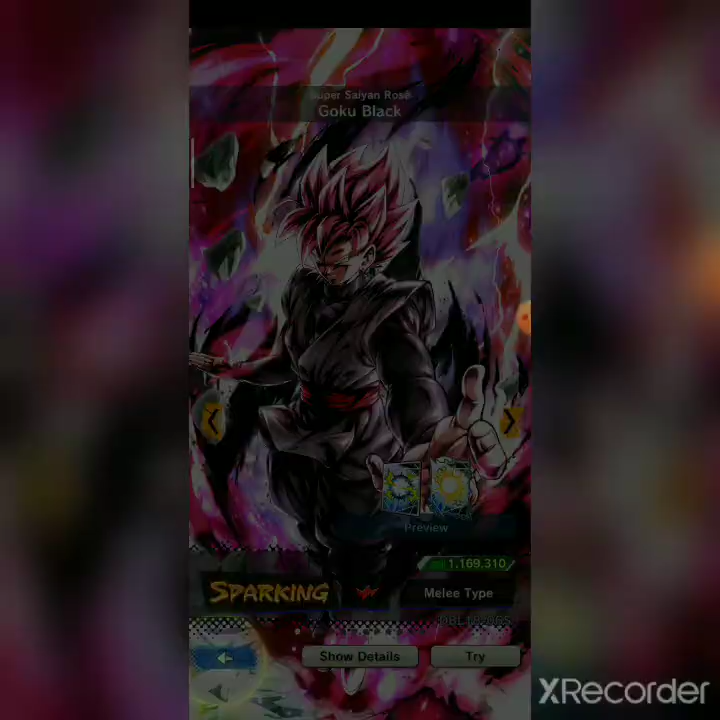 Super Saiyan Rosé
Goku Black
Preview
1,169,310
SPARKING
Melee Type
Show Details
Try
XRecorder